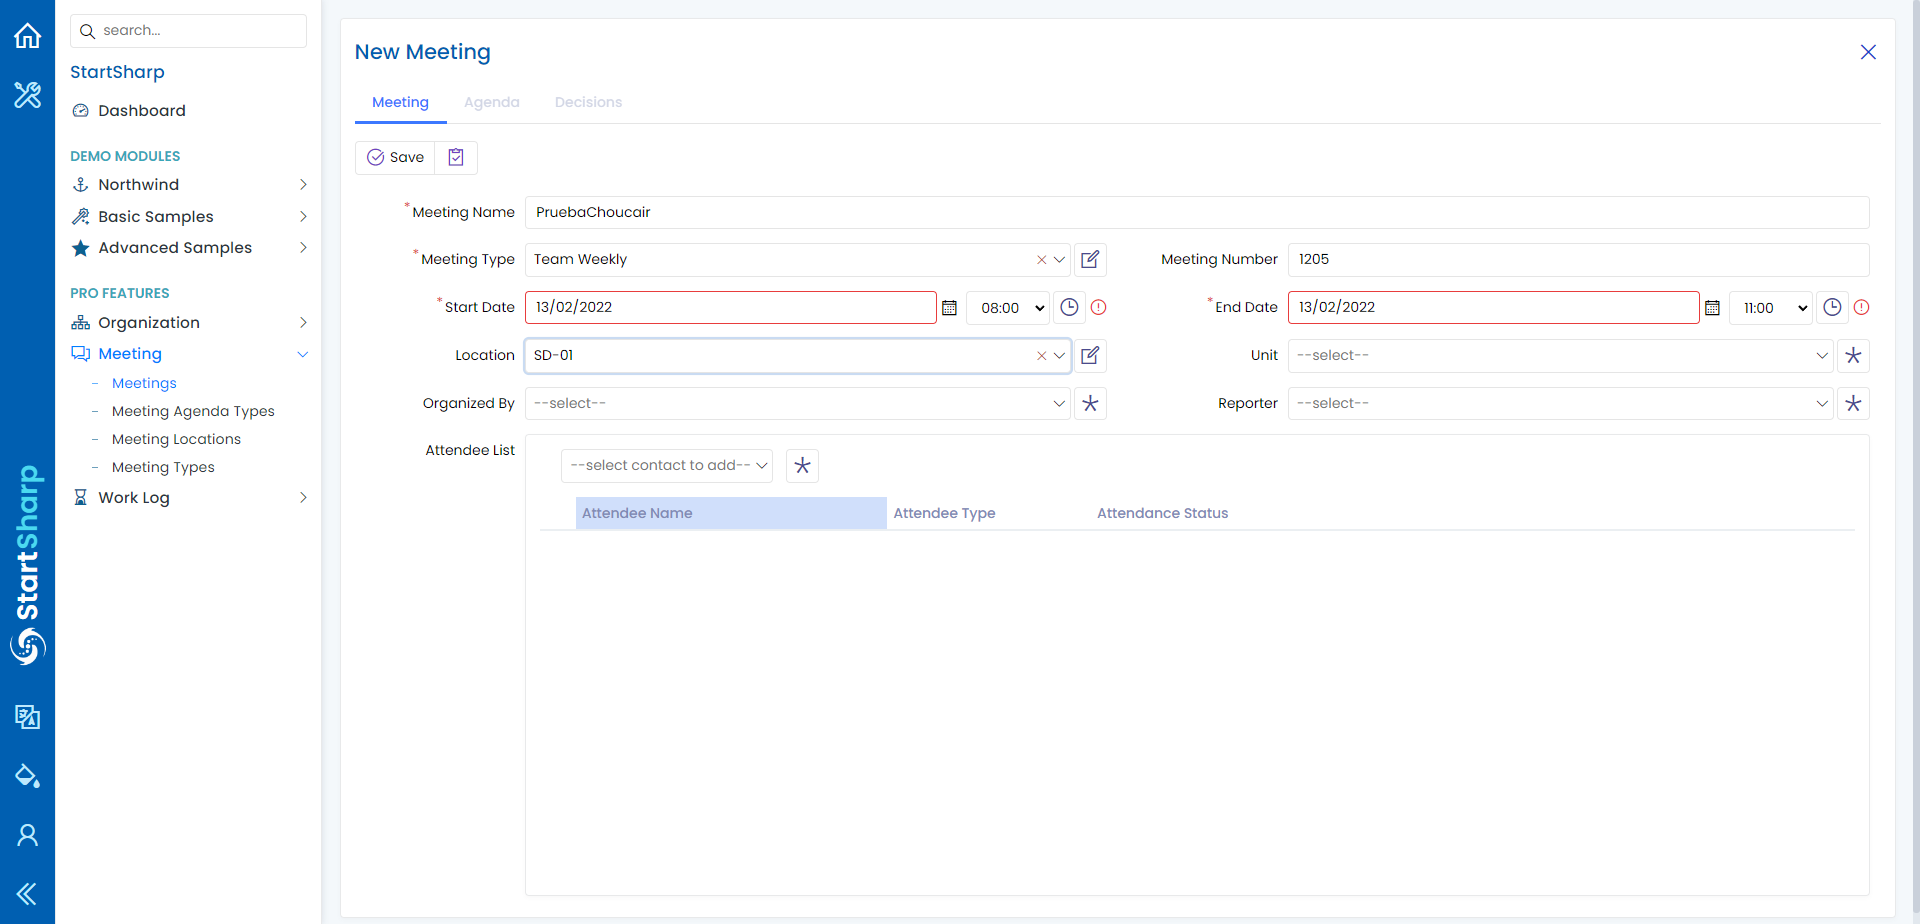 search...
StartSharp
Dashboard
DEMO MODULES
Northwind
Basic Samples
Advanced Samples
PRO FEATURES
Organization
Meeting
Meetings
Meeting Agenda Types
Meeting Locations
Meeting Types
Work Log
StartSharp
New Meeting
Meeting Agenda Decisions
Save
*Meeting Name PruebaChoucair
*Meeting Type Team Weekly Meeting Number 1205
*Start Date 13/02/2022 08:00 *End Date 13/02/2022 11:00
Location SD-01 Unit --select--
Organized By --select-- Reporter --select--
Attendee List
--select contact to add--
Attendee Name Attendee Type Attendance Status